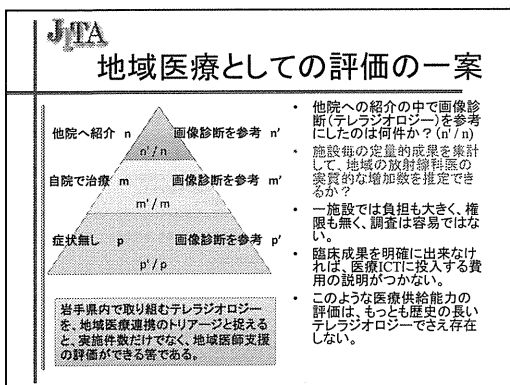 JTTA
地域医療としての評価の一案
他院へ紹介 n 画像診断を参考 n'
n' / n
自院で治療 m 画像診断を参考 m'
m' / m
症状無し p 画像診断を参考 p'
p' / p
岩手県内で取り組むテレラジオロジー
を、地域医療連携のトリアージと捉える
と、実施件数だけでなく、地域医師支援
の評価ができる筈である。
• 他院への紹介の中で画像診
断(テレラジオロジー)を参考
にしたのは何件か？(n' / n)
• 施設毎の定量的成果を集計
して、地域の放射線科医の
実質的な増加数を推定でき
るか？
• 一施設では負担も大きく、権
限も無く、調査は容易ではな
い。
• 臨床成果を明確に出来なけ
れば、医療ICTに投入する費
用の説明がつかない。
• このような医療供給能力の
評価は、もっとも歴史の長い
テレラジオロジーでさえ存在
しない。